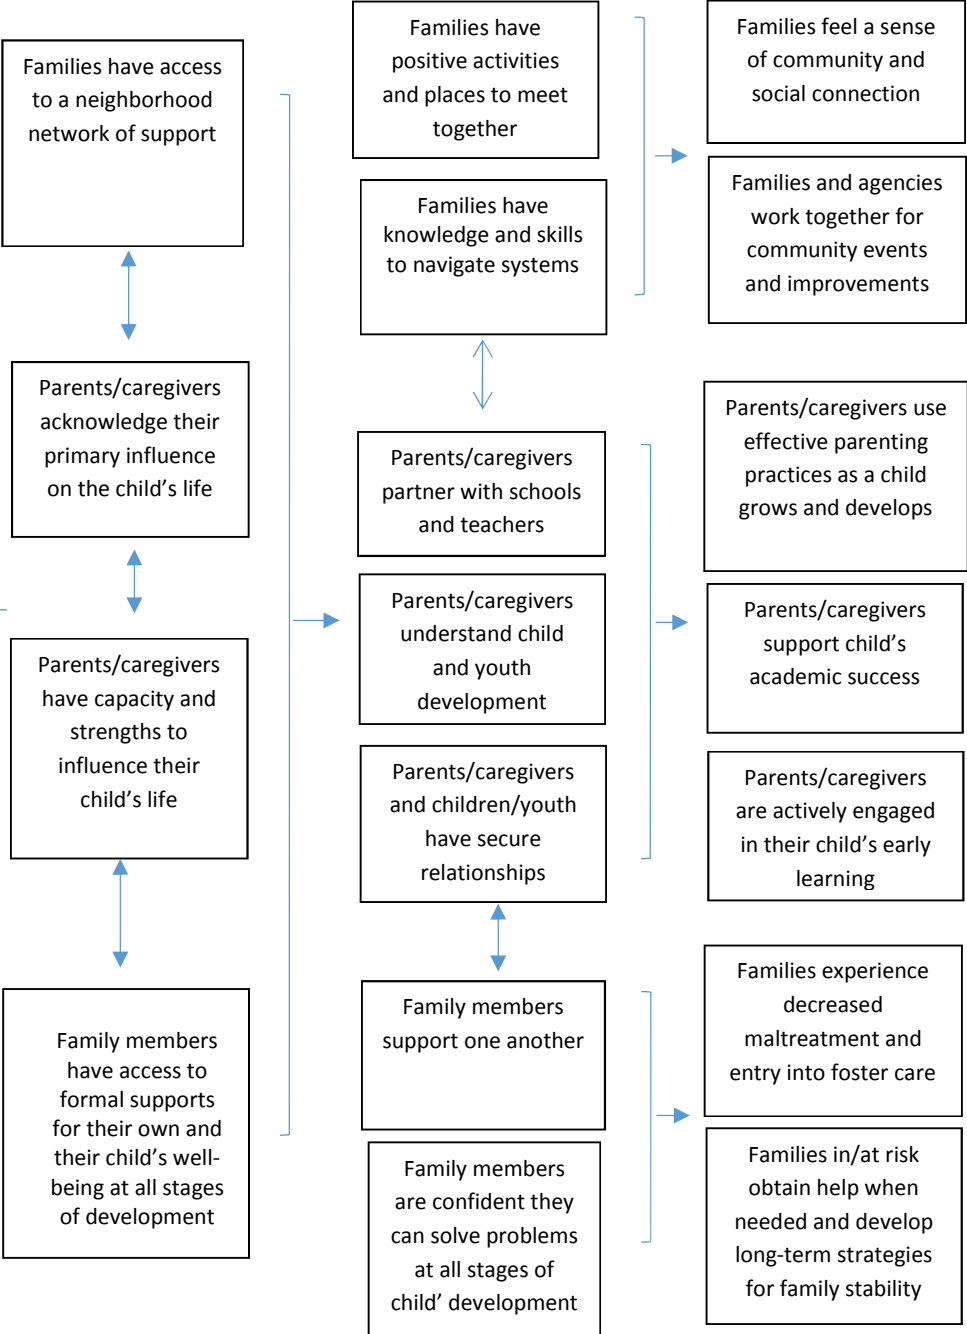 Families have access
to a neighborhood
network of support
Parents/caregivers
acknowledge their
primary influence
on the child’s life
Parents/caregivers
have capacity and
strengths to
influence their
child’s life
Family members
have access to
formal supports
for their own and
their child’s well-
being at all stages
of development
Families have
positive activities
and places to meet
together
Families have
knowledge and skills
to navigate systems
Parents/caregivers
partner with schools
and teachers
Parents/caregivers
understand child
and youth
development
Parents/caregivers
and children/youth
have secure
relationships
Family members
support one another
Family members
are confident they
can solve problems
at all stages of
child’ development
Families feel a sense
of community and
social connection
Families and agencies
work together for
community events
and improvements
Parents/caregivers use
effective parenting
practices as a child
grows and develops
Parents/caregivers
support child’s
academic success
Parents/caregivers
are actively engaged
in their child’s early
learning
Families experience
decreased
maltreatment and
entry into foster care
Families in/at risk
obtain help when
needed and develop
long-term strategies
for family stability